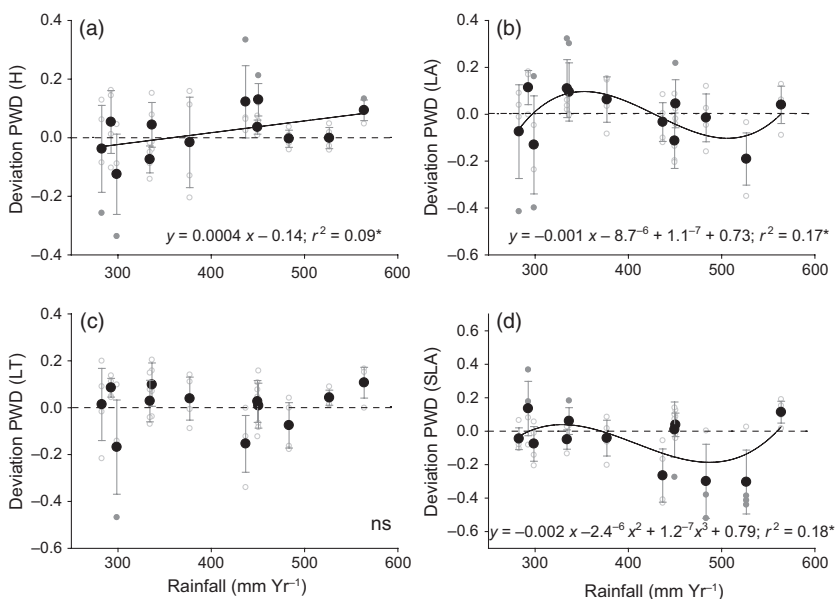 (a)
Deviation PWD (H)
0.4
0.2
0.0
–0.2
–0.4
300
400
500
600
y = 0.0004 x – 0.14; r² = 0.09*
(b)
Deviation PWD (LA)
0.4
0.2
0.0
–0.2
–0.4
–0.6
300
400
500
600
y = –0.001 x – 8.7⁻⁶ + 1.1⁻⁷ + 0.73; r² = 0.17*
(c)
Deviation PWD (LT)
0.4
0.2
0.0
–0.2
–0.4
–0.6
ns
300
400
500
600
Rainfall (mm Yr⁻¹)
(d)
Deviation PWD (SLA)
0.6
0.4
0.2
0.0
–0.2
–0.4
–0.6
y = –0.002 x –2.4⁻⁶ x² + 1.2⁻⁷x³ + 0.79; r² = 0.18*
300
400
500
600
Rainfall (mm Yr⁻¹)